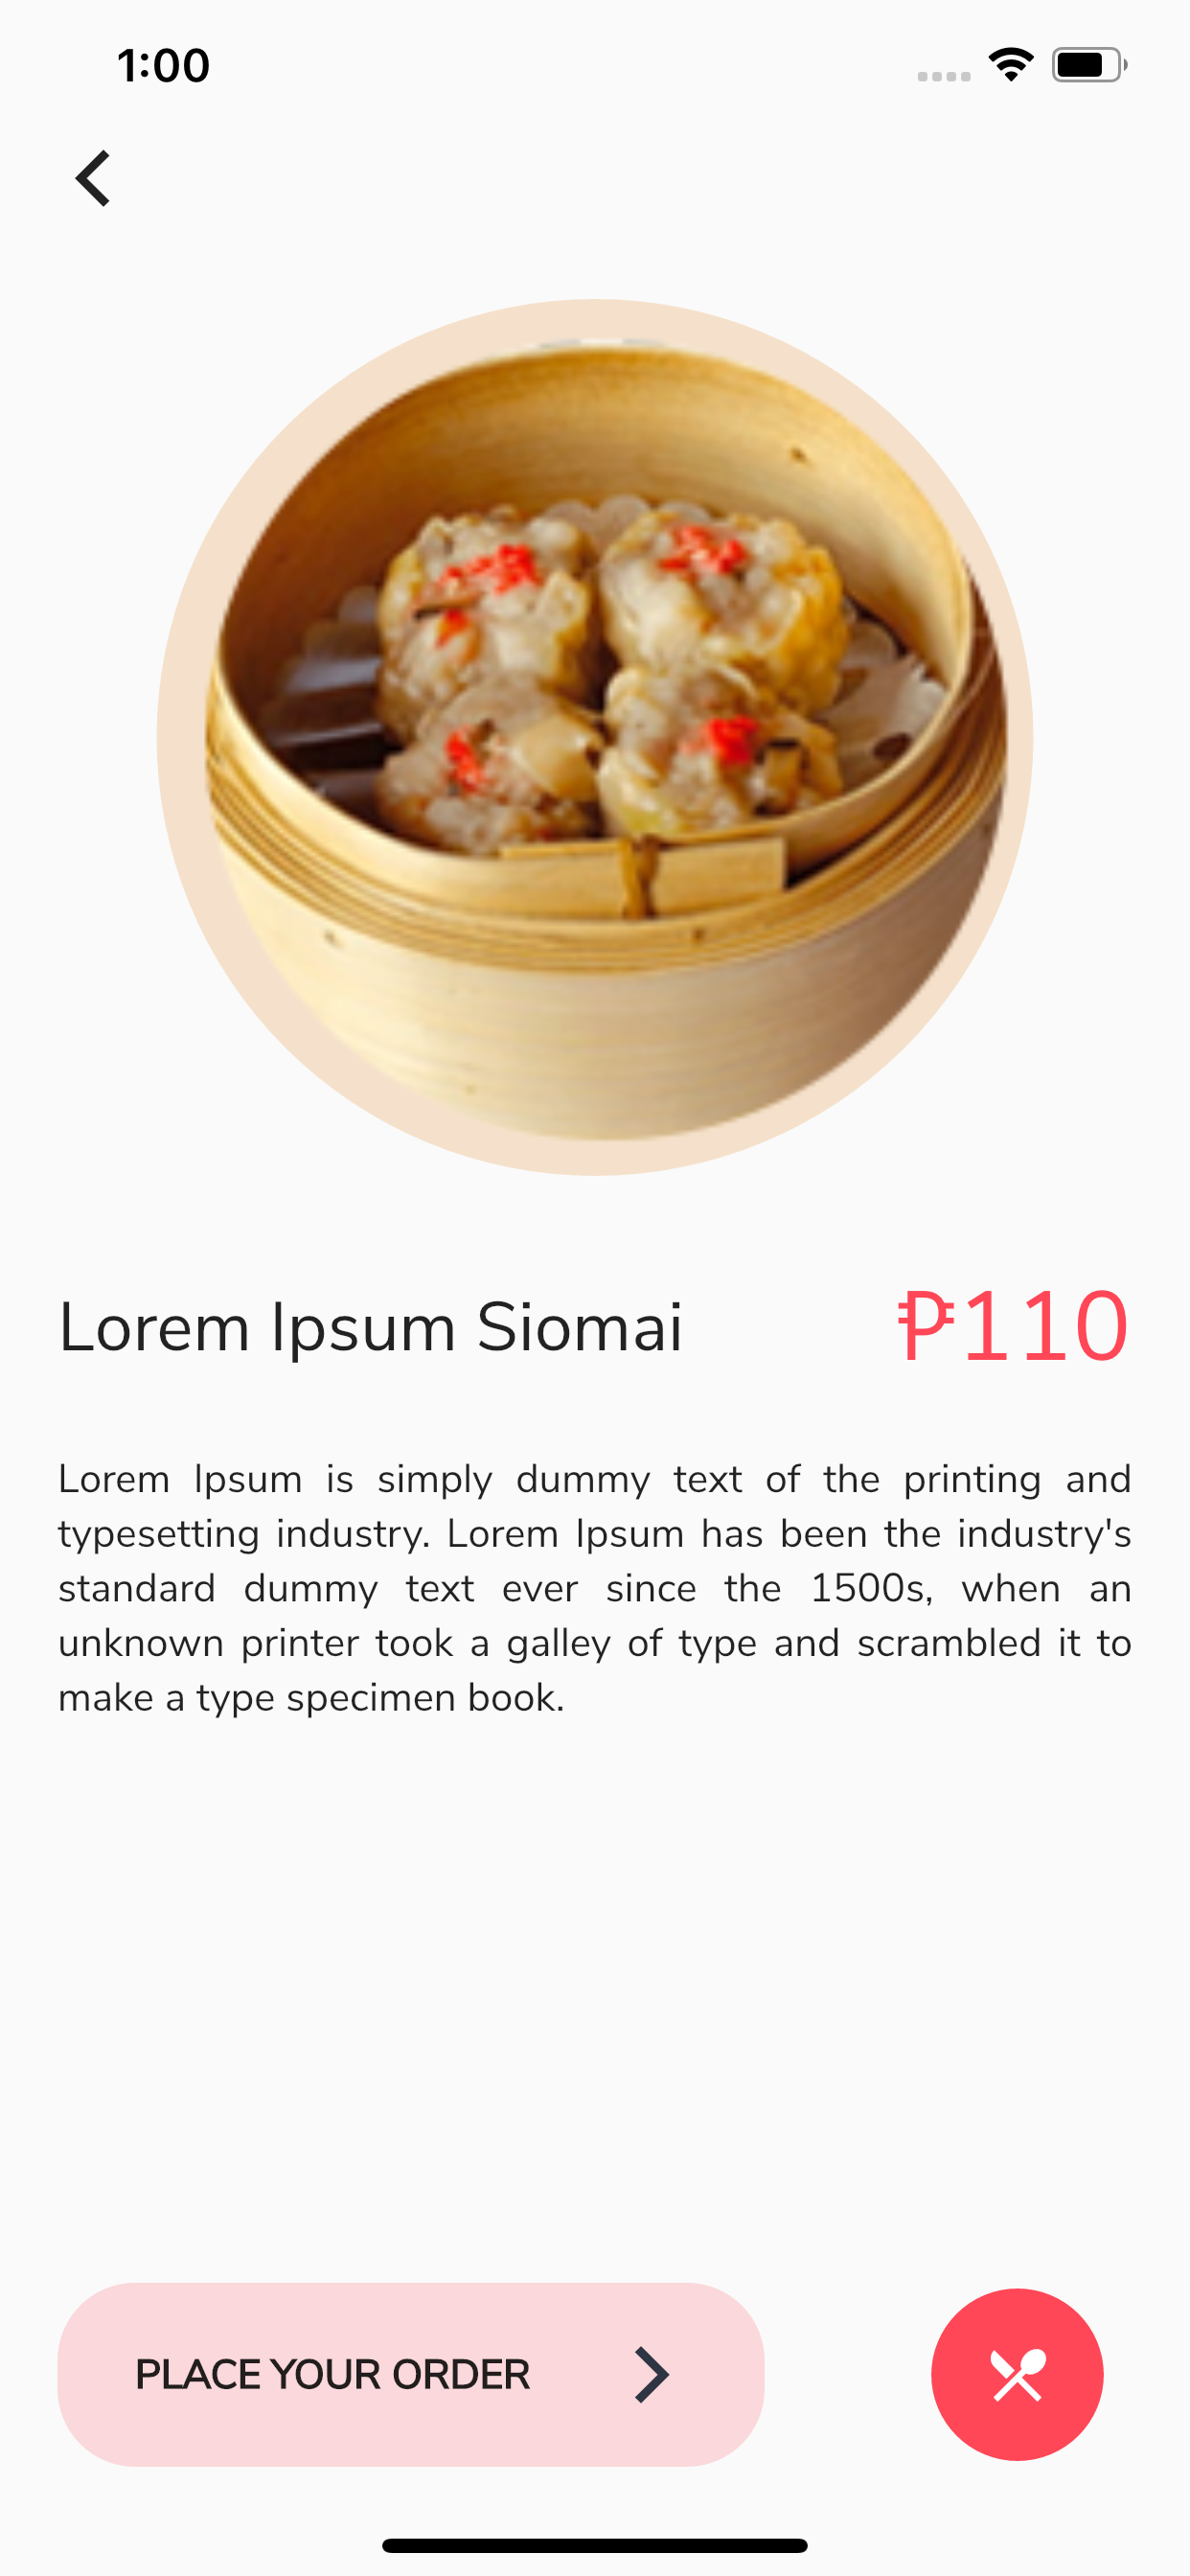 1:00
Lorem Ipsum Siomai
₱110
Lorem Ipsum is simply dummy text of the printing and
typesetting industry. Lorem Ipsum has been the industry's
standard dummy text ever since the 1500s, when an
unknown printer took a galley of type and scrambled it to
make a type specimen book.
PLACE YOUR ORDER